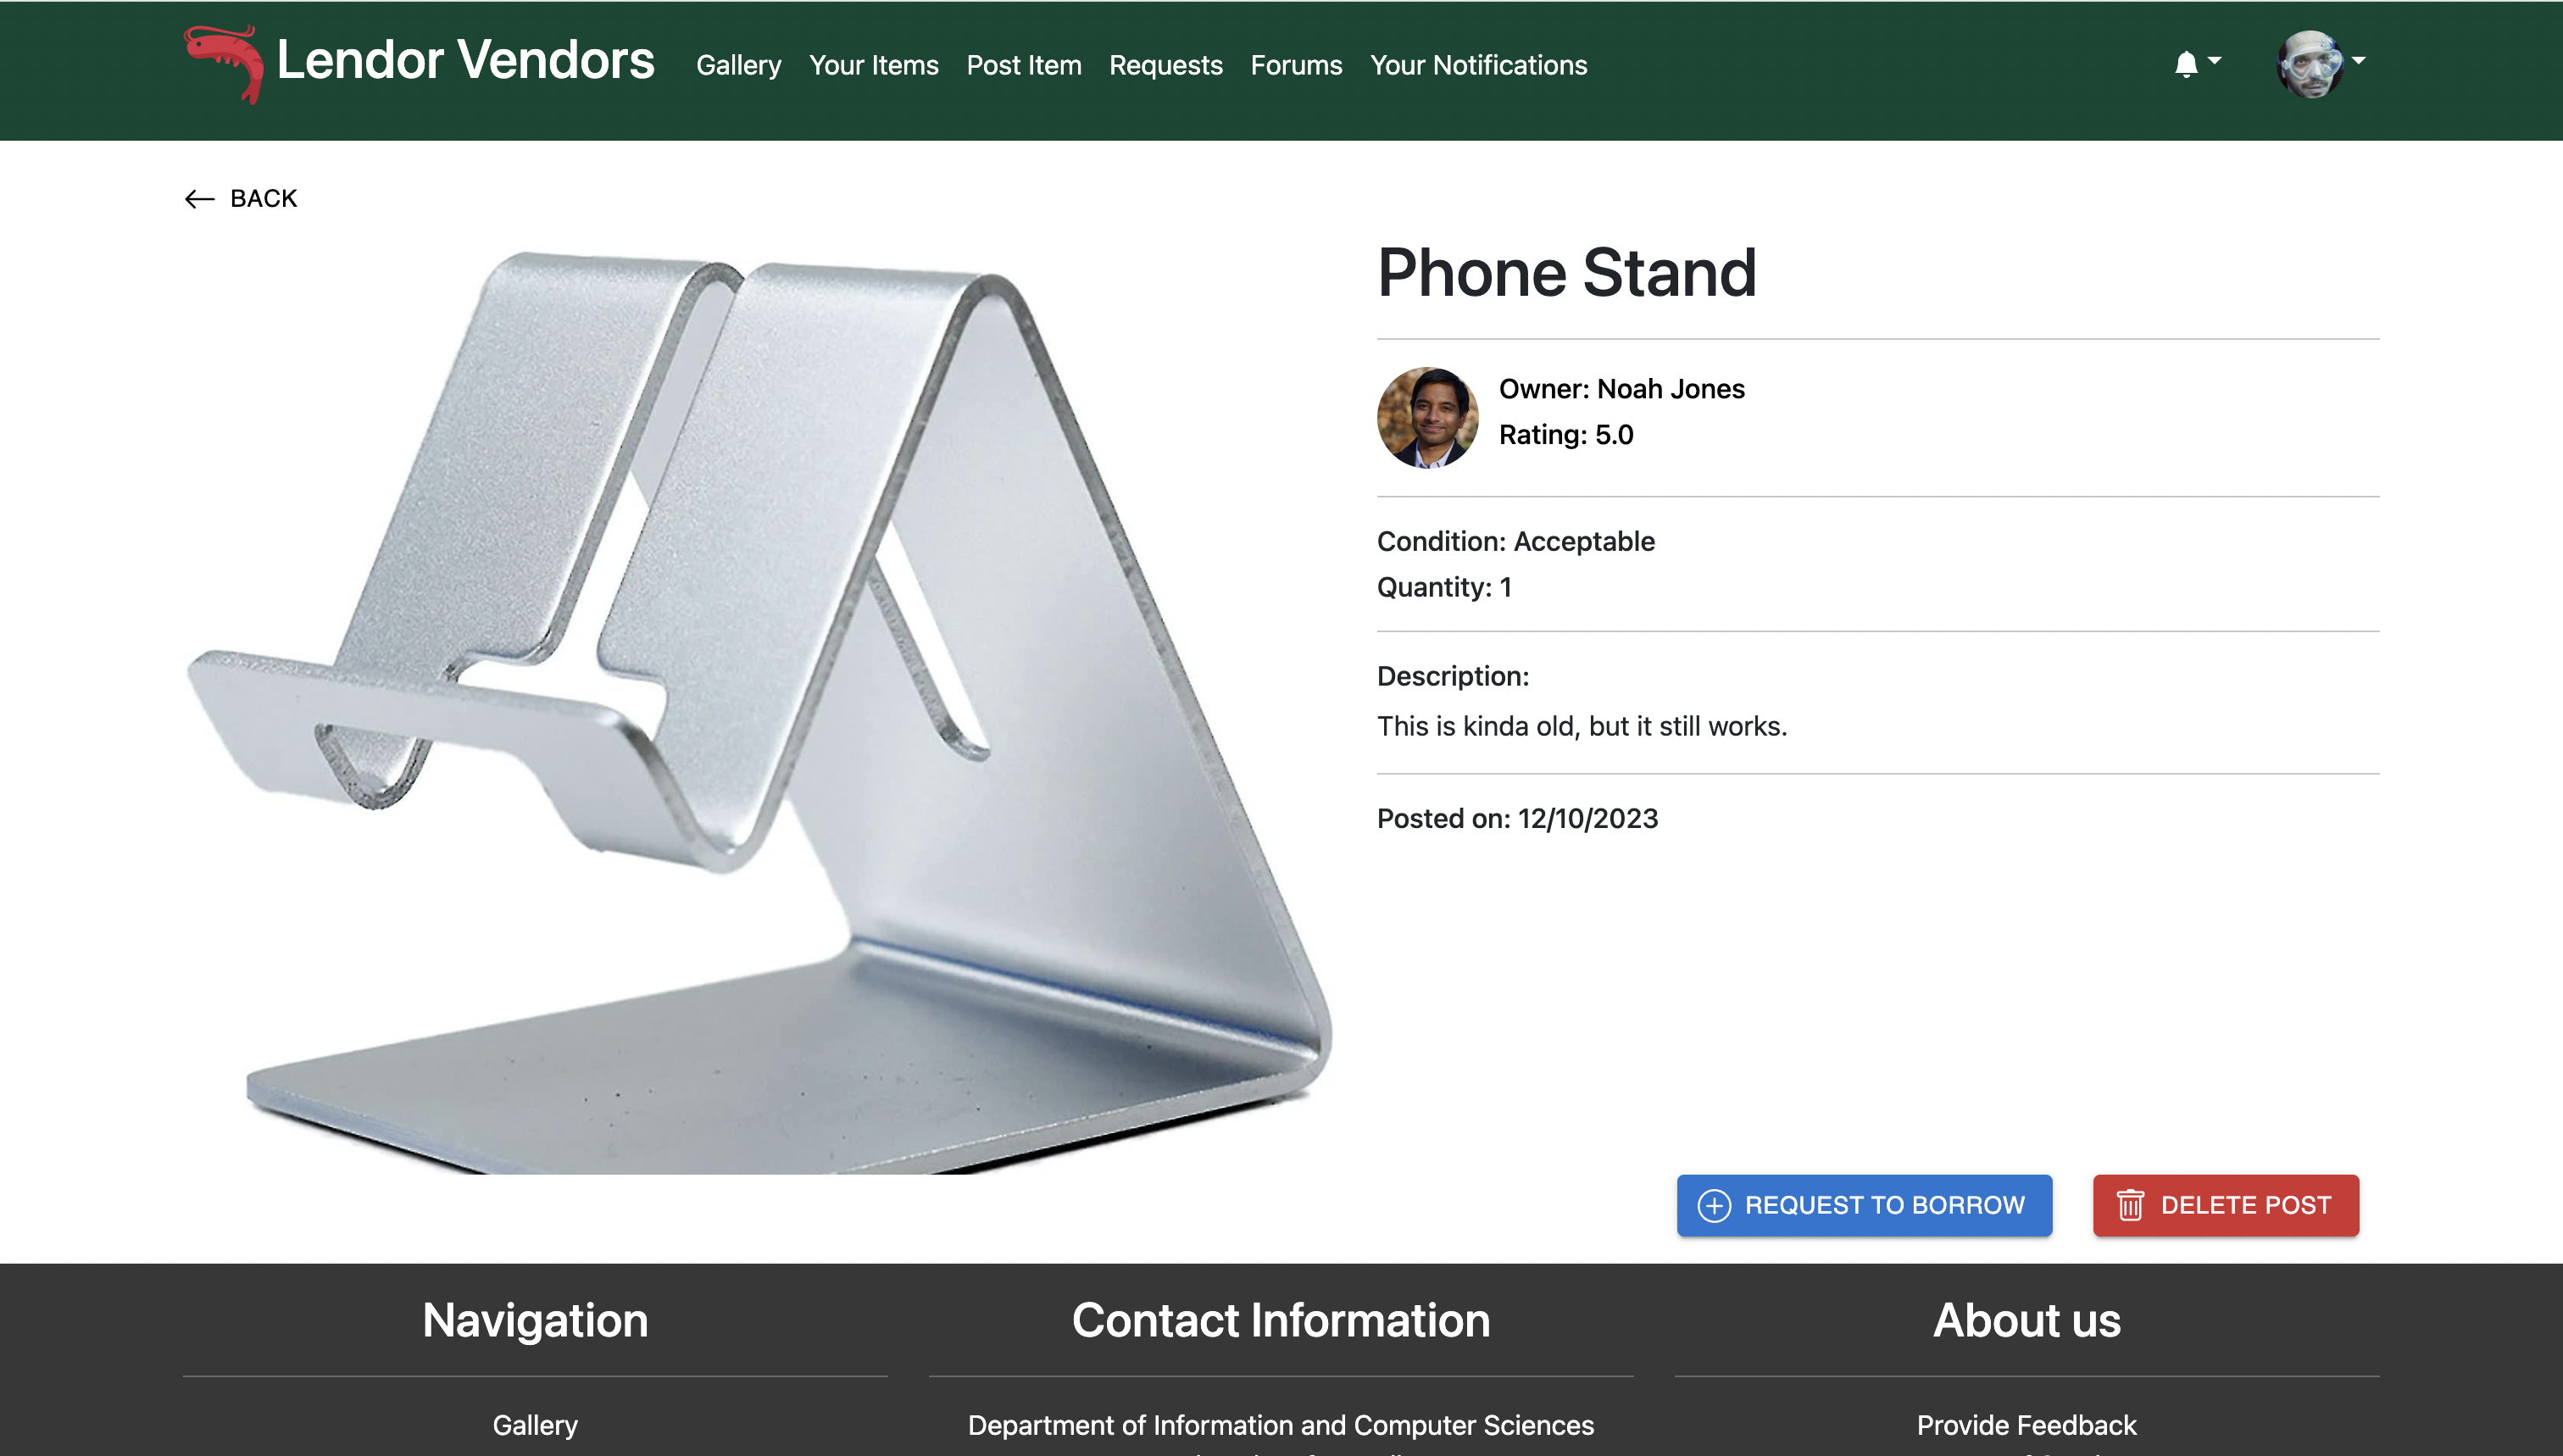 Lendor Vendors
Gallery
Your Items
Post Item
Requests
Forums
Your Notifications
BACK
Phone Stand
Owner: Noah Jones
Rating: 5.0
Condition: Acceptable
Quantity: 1
Description:
This is kinda old, but it still works.
Posted on: 12/10/2023
REQUEST TO BORROW
DELETE POST
Navigation
Contact Information
About us
Gallery
Department of Information and Computer Sciences
Provide Feedback